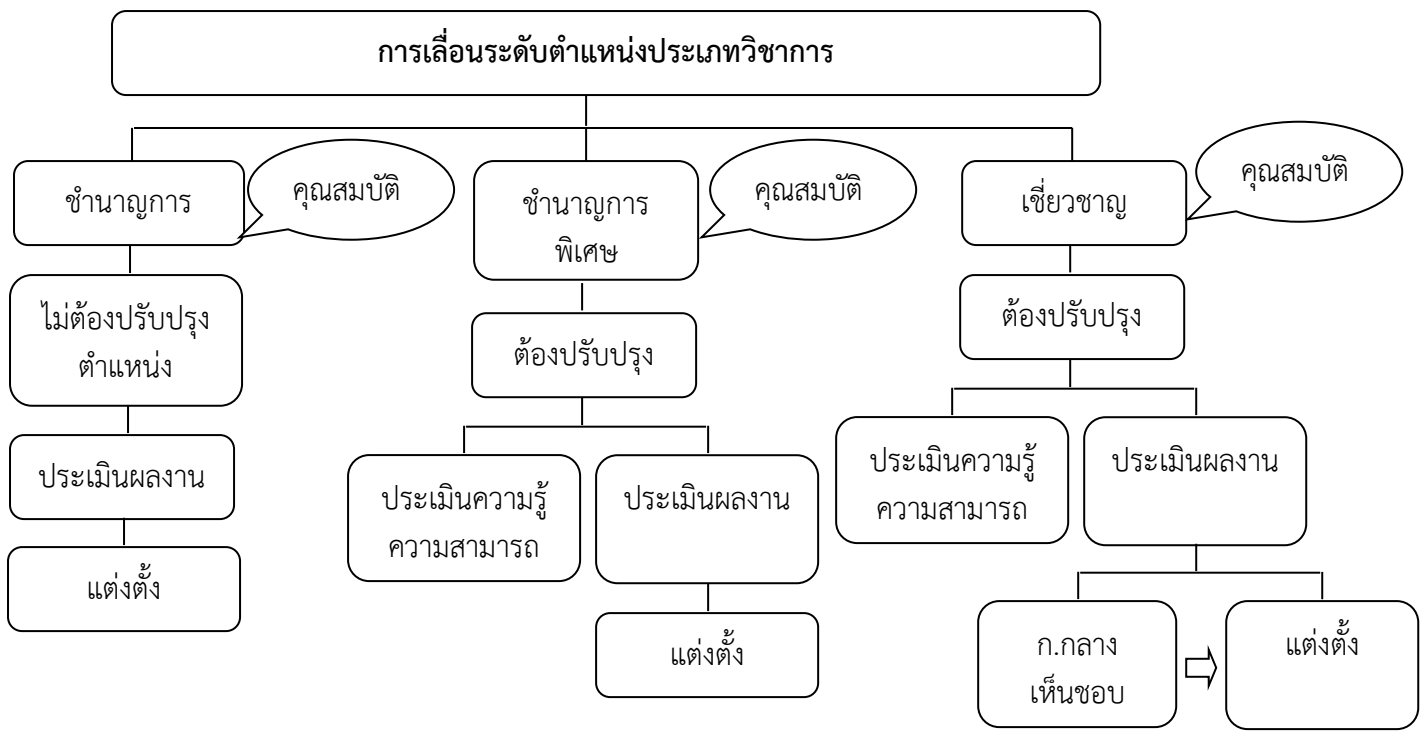 การเลื่อนระดับตำแหน่งประเภทวิชาการ
ชำนาญการ
คุณสมบัติ
ไม่ต้องปรับปรุง
ตำแหน่ง
ประเมินผลงาน
แต่งตั้ง
ชำนาญการ
พิเศษ
คุณสมบัติ
ต้องปรับปรุง
ประเมินความรู้
ความสามารถ
ประเมินผลงาน
แต่งตั้ง
เชี่ยวชาญ
คุณสมบัติ
ต้องปรับปรุง
ประเมินความรู้
ความสามารถ
ประเมินผลงาน
ก.กลาง
เห็นชอบ
แต่งตั้ง